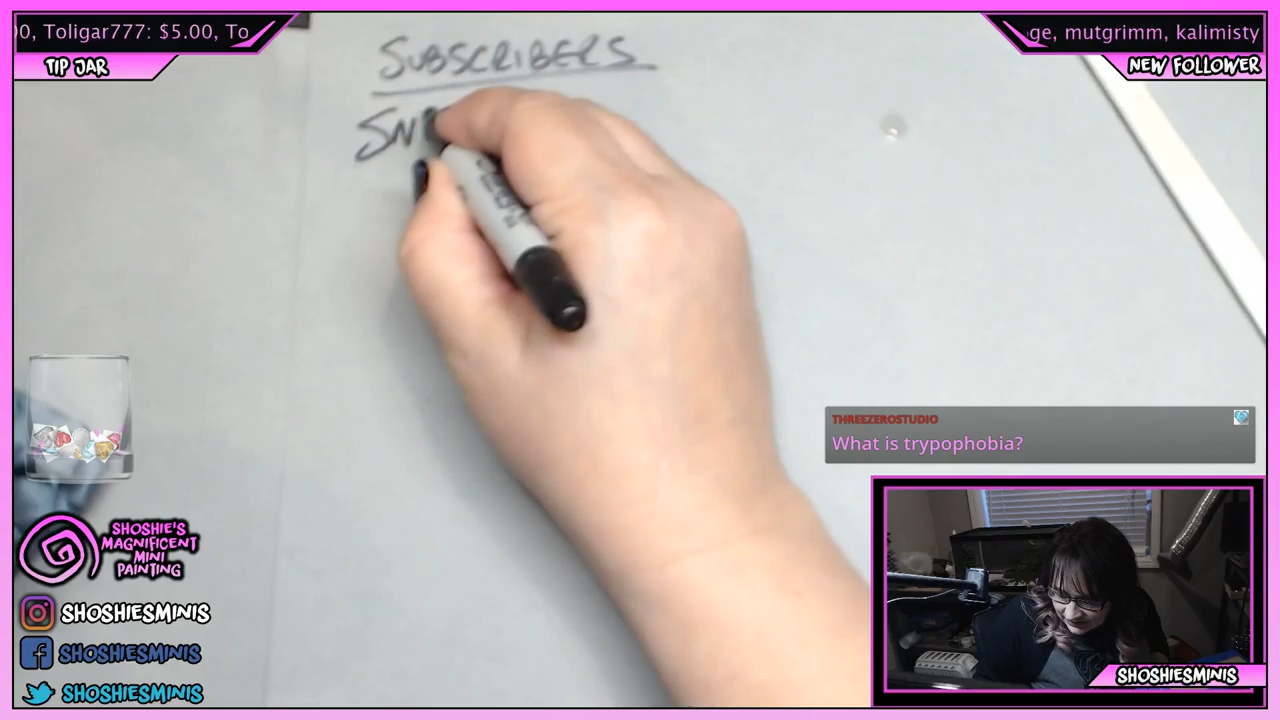 0, Toligar777: $5.00, To
TIP JAR
ge, mutgrimm, kalimisty
NEW FOLLOWER
SUBSCRIBERS
SN
THREEZEROSTUDIO
What is trypophobia?
SHOSHIE'S
MAGNIFICENT
MINI
PAINTING
SHOSHIESMINIS
SHOSHIESMINIS
SHOSHIESMINIS
SHOSHIESMINIS